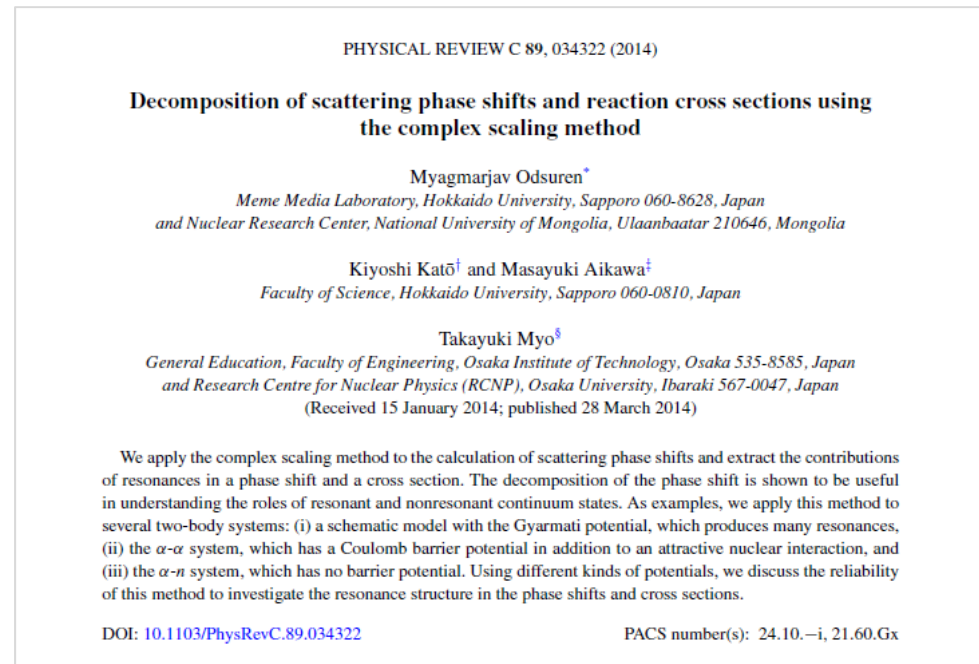 PHYSICAL REVIEW C 89, 034322 (2014)
Decomposition of scattering phase shifts and reaction cross sections using
the complex scaling method
Myagmarjav Odsuren*
Meme Media Laboratory, Hokkaido University, Sapporo 060-8628, Japan
and Nuclear Research Center, National University of Mongolia, Ulaanbaatar 210646, Mongolia
Kiyoshi Katō† and Masayuki Aikawa‡
Faculty of Science, Hokkaido University, Sapporo 060-0810, Japan
Takayuki Myo§
General Education, Faculty of Engineering, Osaka Institute of Technology, Osaka 535-8585, Japan
and Research Centre for Nuclear Physics (RCNP), Osaka University, Ibaraki 567-0047, Japan
(Received 15 January 2014; published 28 March 2014)
We apply the complex scaling method to the calculation of scattering phase shifts and extract the contributions
of resonances in a phase shift and a cross section. The decomposition of the phase shift is shown to be useful
in understanding the roles of resonant and nonresonant continuum states. As examples, we apply this method to
several two-body systems: (i) a schematic model with the Gyarmati potential, which produces many resonances,
(ii) the α-α system, which has a Coulomb barrier potential in addition to an attractive nuclear interaction, and
(iii) the α-n system, which has no barrier potential. Using different kinds of potentials, we discuss the reliability
of this method to investigate the resonance structure in the phase shifts and cross sections.
DOI: 10.1103/PhysRevC.89.034322 PACS number(s): 24.10.−i, 21.60.Gx